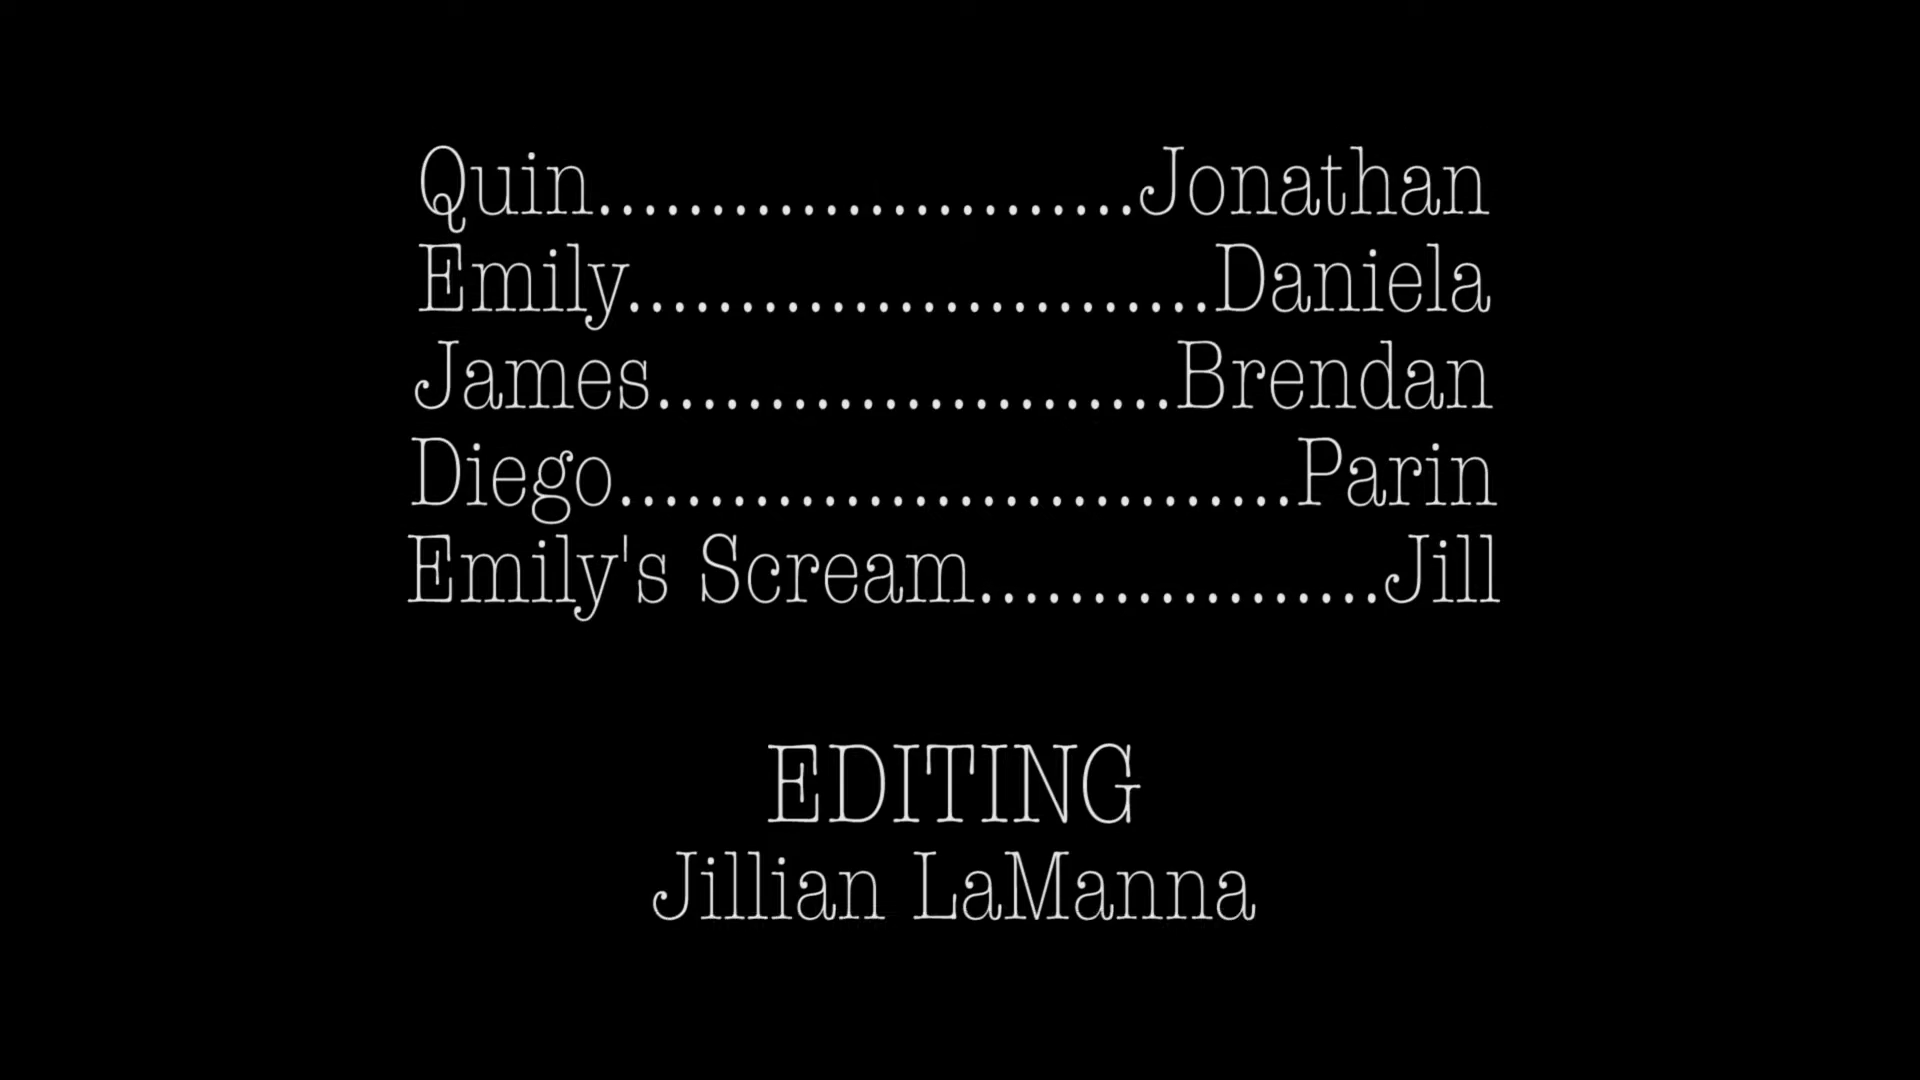 Quin........................Jonathan
Emily..........................Daniela
James.......................Brendan
Diego..............................Parin
Emily's Scream..................Jill
EDITING
Jillian LaManna